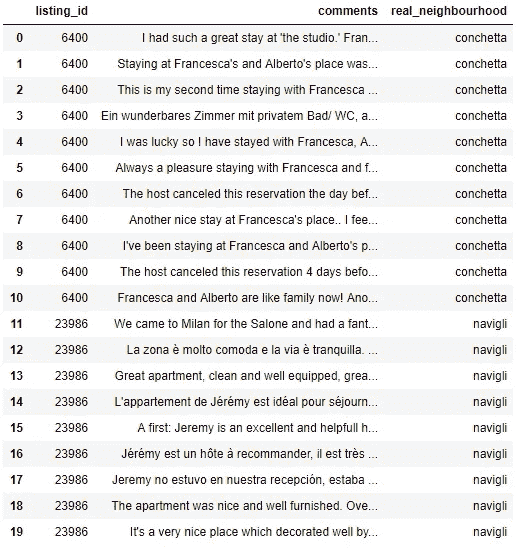 listing_id comments real_neighbourhood
0 6400 I had such a great stay at 'the studio.' Fran... conchetta
1 6400 Staying at Francesca's and Alberto's place was... conchetta
2 6400 This is my second time staying with Francesca ... conchetta
3 6400 Ein wunderbares Zimmer mit privatem Bad/ WC, a... conchetta
4 6400 I was lucky so I have stayed with Francesca, A... conchetta
5 6400 Always a pleasure staying with Francesca and f... conchetta
6 6400 The host canceled this reservation the day bef... conchetta
7 6400 Another nice stay at Francesca's place.. I fee... conchetta
8 6400 I've been staying at Francesca and Alberto's p... conchetta
9 6400 The host canceled this reservation 4 days befo... conchetta
10 6400 Francesca and Alberto are like family now! Ano... conchetta
11 23986 We came to Milan for the Salone and had a fant... navigli
12 23986 La zona è molto comoda e la via è tranquilla. ... navigli
13 23986 Great apartment, clean and well equipped, grea... navigli
14 23986 L'appartement de Jérémy est idéal pour séjourn... navigli
15 23986 A first: Jeremy is an excellent and helpfull h... navigli
16 23986 Jérémy est un hôte à recommander, il est très ... navigli
17 23986 Jeremy no estuvo en nuestra recepción, estaba ... navigli
18 23986 The apartment was nice and well furnished. Ove... navigli
19 23986 It's a very nice place which decorated well by... navigli